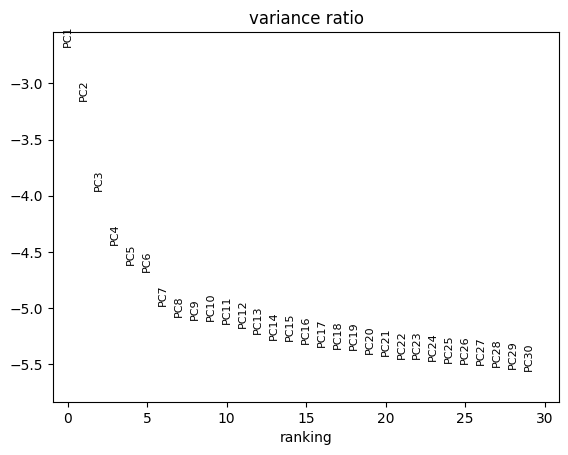 variance ratio
PC1
PC2
PC3
PC4
PC5
PC6
PC7
PC8
PC9
PC10
PC11
PC12
PC13
PC14
PC15
PC16
PC17
PC18
PC19
PC20
PC21
PC22
PC23
PC24
PC25
PC26
PC27
PC28
PC29
PC30
−3.0
−3.5
−4.0
−4.5
−5.0
−5.5
0 5 10 15 20 25 30
ranking